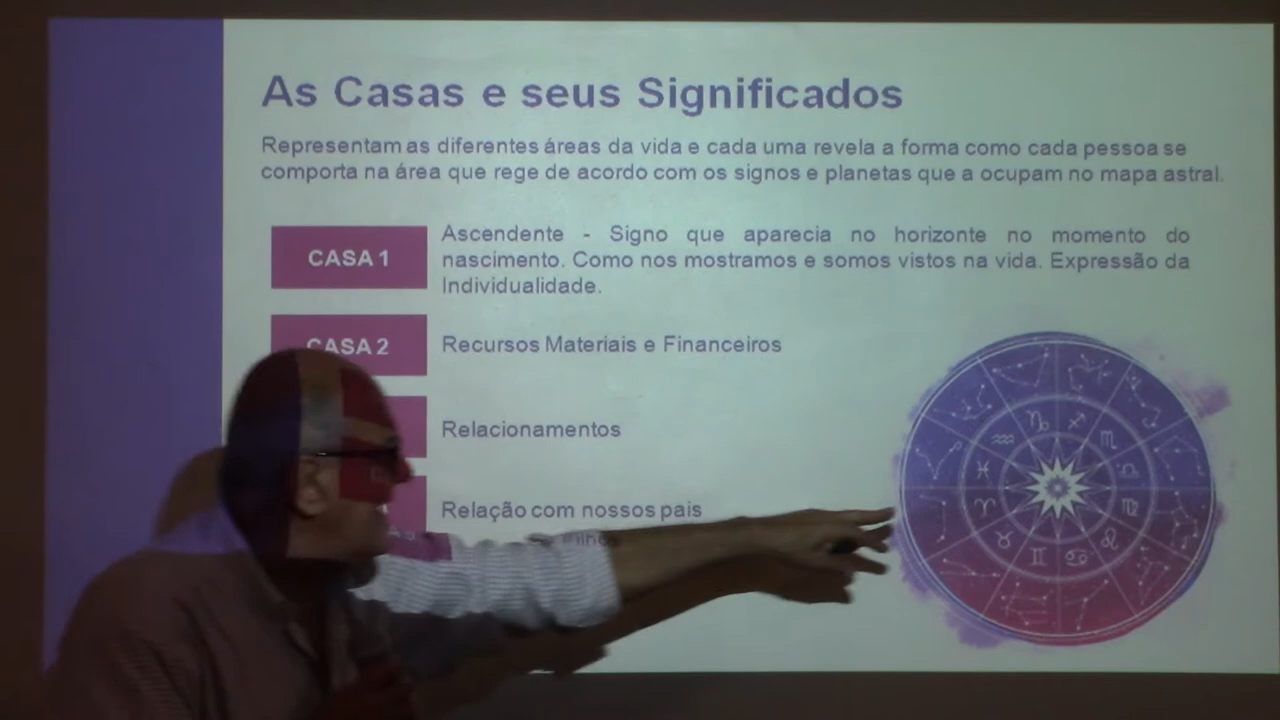 As Casas e seus Significados
Representam as diferentes áreas da vida e cada uma revela a forma como cada pessoa se
comporta na área que rege de acordo com os signos e planetas que a ocupam no mapa astral.
CASA 1
Ascendente - Signo que aparecia no horizonte no momento do
nascimento. Como nos mostramos e somos vistos na vida. Expressão da
Individualidade.
CASA 2
Recursos Materiais e Financeiros
Relacionamentos
Relação com nossos pais